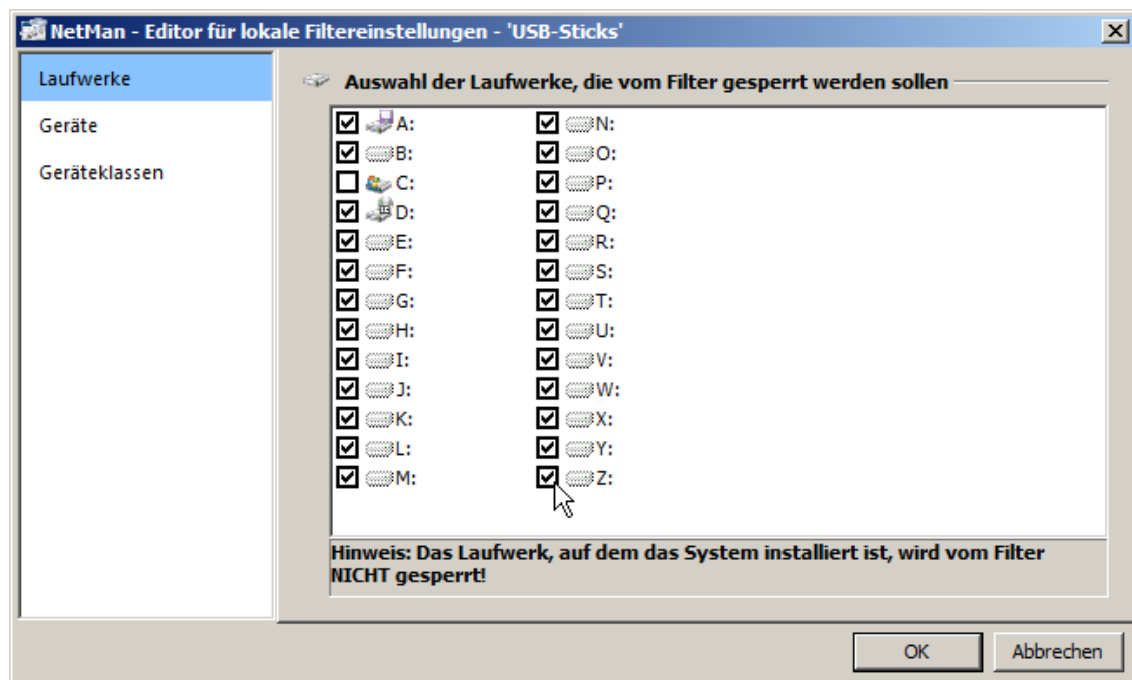 NetMan - Editor für lokale Filtereinstellungen - 'USB-Sticks'
Laufwerke
Geräte
Geräteklassen
Auswahl der Laufwerke, die vom Filter gesperrt werden sollen
A:
B:
C:
D:
E:
F:
G:
H:
I:
J:
K:
L:
M:
N:
O:
P:
Q:
R:
S:
T:
U:
V:
W:
X:
Y:
Z:
Hinweis: Das Laufwerk, auf dem das System installiert ist, wird vom Filter
NICHT gesperrt!
OK
Abbrechen